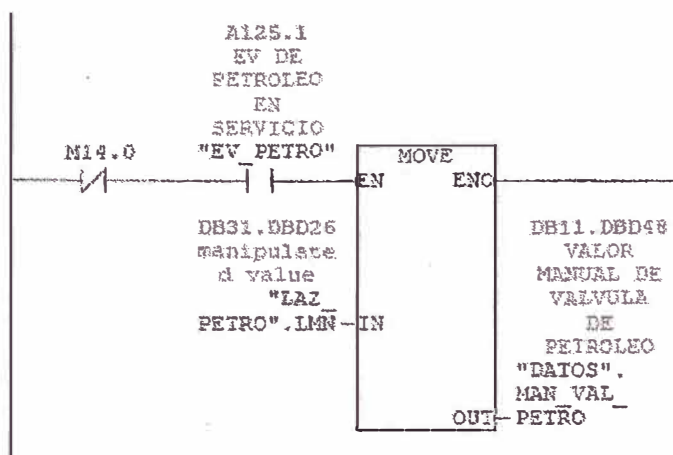 A125.1
EV DE
PETROLEO
EN
SERVICIO
"EV_PETRO"
M14.0
MOVE
EN ENO
DB31.DBD26
manipulate
d value
"LAZ_
PETRO".LMN
IN
DB11.DBD48
VALOR
MANUAL DE
VALVULA
DE
PETROLEO
"DATOS".
MAN_VAL_
OUT PETRO